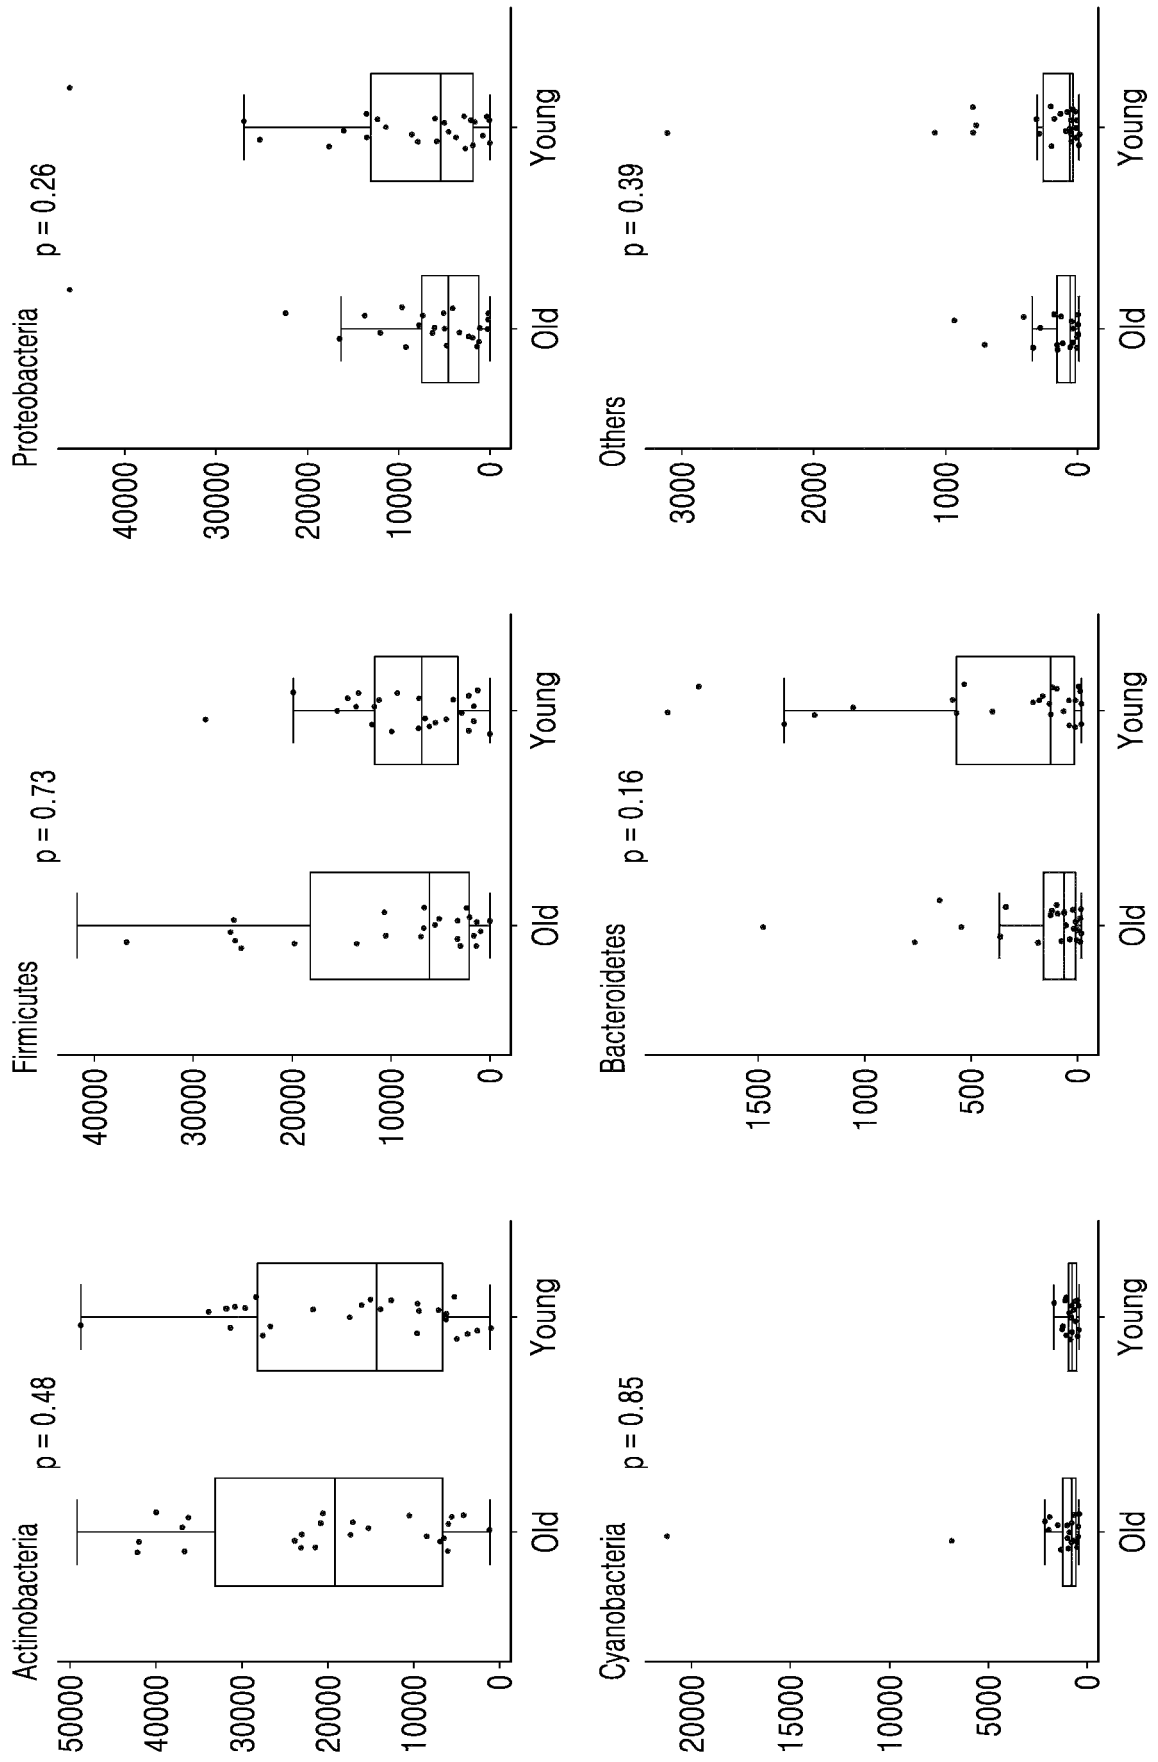 Actinobacteria
p = 0.48
50000
40000
30000
20000
10000
0
Old
Young
Firmicutes
p = 0.73
40000
30000
20000
10000
0
Old
Young
Proteobacteria
p = 0.26
40000
30000
20000
10000
0
Old
Young
Cyanobacteria
p = 0.85
20000
15000
10000
5000
0
Old
Young
Bacteroidetes
p = 0.16
1500
1000
500
0
Old
Young
Others
p = 0.39
3000
2000
1000
0
Old
Young